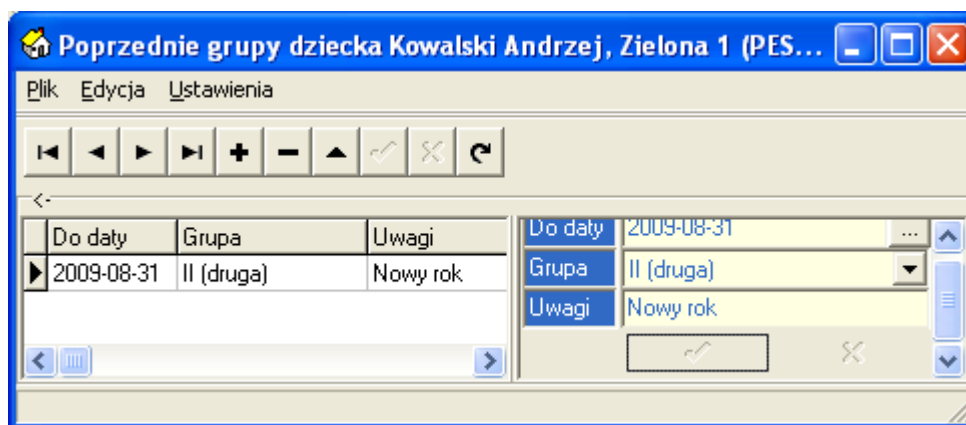 Poprzednie grupy dziecka Kowalski Andrzej, Zielona 1 (PES...
Plik Edycja Ustawienia
<-
Do daty Grupa Uwagi
2009-08-31 II (druga) Nowy rok
Do daty 2009-08-31 ...
Grupa II (druga)
Uwagi Nowy rok